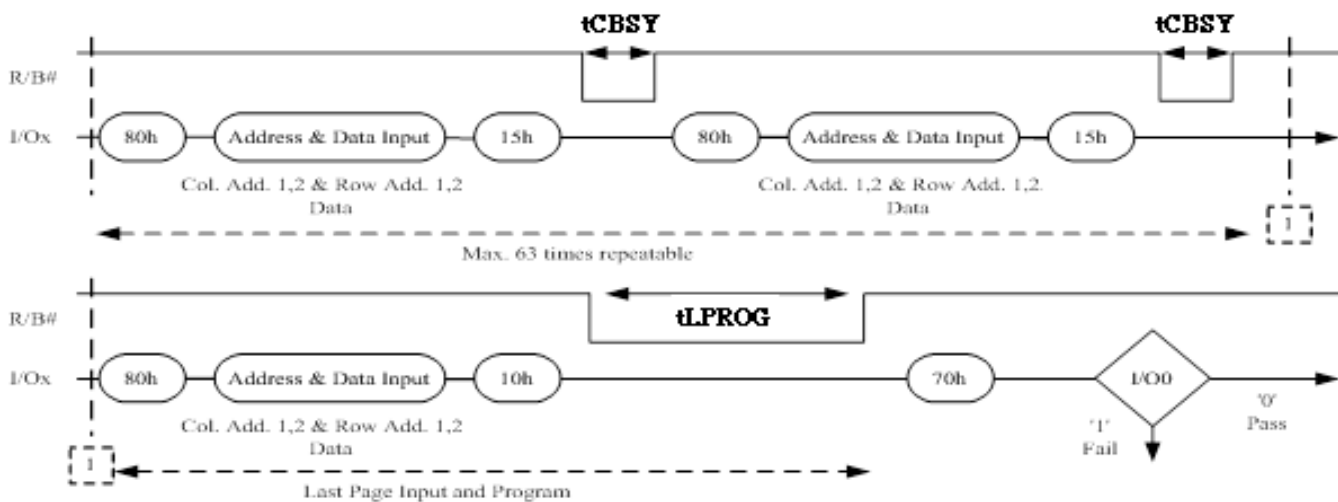 tCBSY tCBSY
R/B#
I/Ox 80h Address & Data Input 15h 80h Address & Data Input 15h
Col. Add. 1,2 & Row Add. 1,2 Col. Add. 1,2 & Row Add. 1,2.
Data Data
1
Max. 63 times repeatable
R/B#
tLPROG
I/Ox 80h Address & Data Input 10h 70h I/O0
'0'
Pass
Col. Add. 1,2 & Row Add. 1,2 '1'
Data Fail
1
Last Page Input and Program